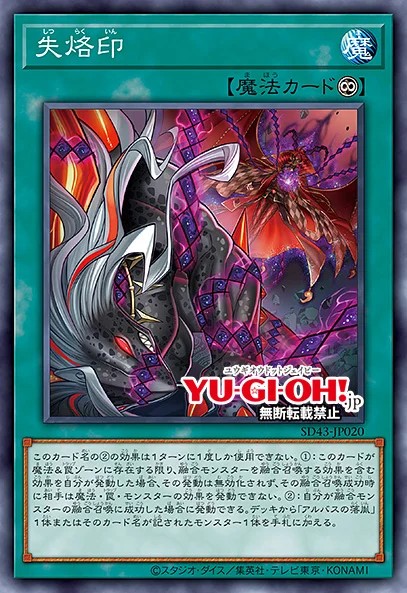 しつ らく いん
失烙印
魔
【魔法カード】
ユウギオウドットジェイピー
YU-GI-OH!.jp
無断転載禁止
SD43-JP020
このカード名の②の効果は1ターンに1度しか使用できない。①:このカードが
魔法&罠ゾーンに存在する限り、融合モンスターを融合召喚する効果を含む
効果を自分が発動した場合、その発動は無効化されず、その融合召喚成功時
に相手は魔法・罠・モンスターの効果を発動できない。②:自分が融合モン
スターの融合召喚に成功した場合に発動できる。デッキから「アルバスの落胤」
1体またはそのカード名が記されたモンスター1体を手札に加える。
©スタジオ・ダイス/集英社・テレビ東京・KONAMI